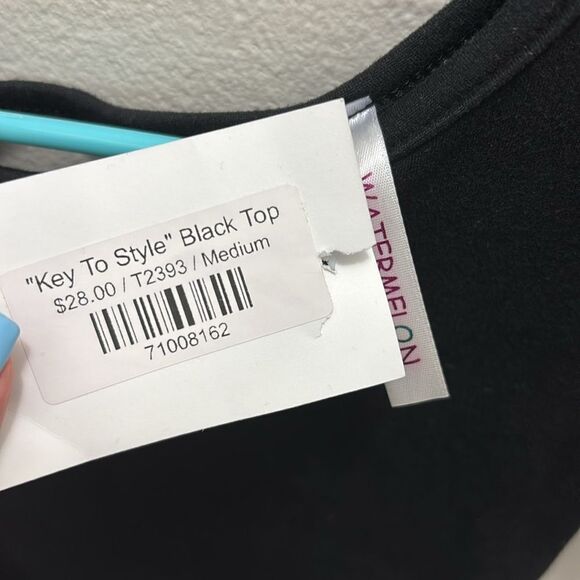 "Key To Style" Black Top
$28.00 / T2393 / Medium
71008162
WATERMELON